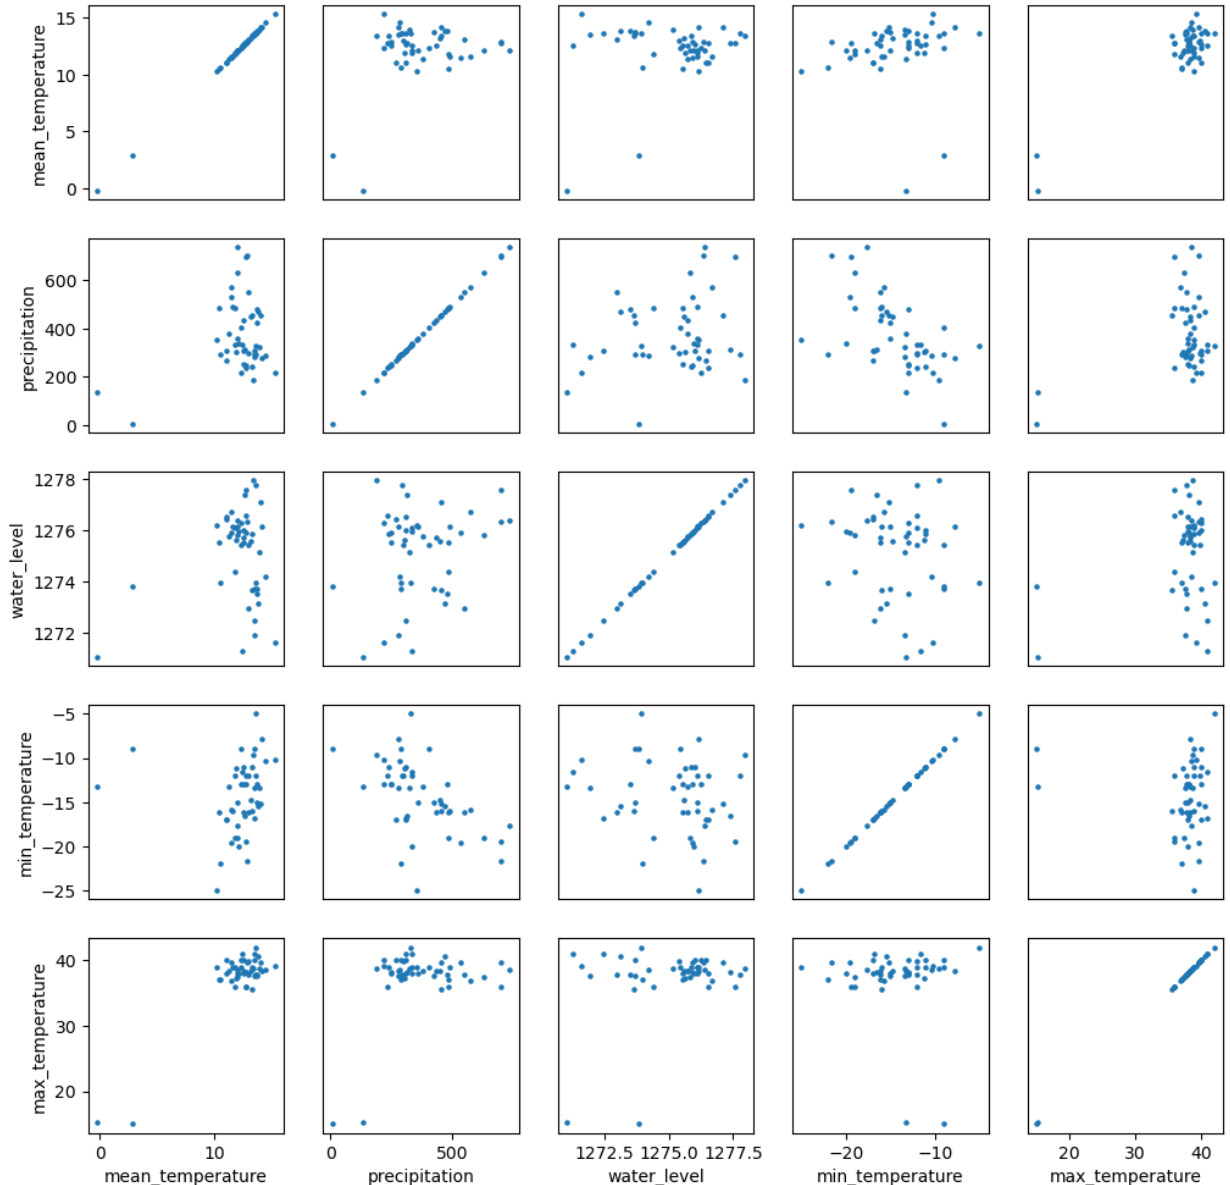 15
10
5
0
mean_temperature
600
400
200
0
precipitation
1278
1276
1274
1272
water_level
−5
−10
−15
−20
−25
min_temperature
40
30
20
max_temperature
0 10
mean_temperature
0 500
precipitation
1272.5 1275.0 1277.5
water_level
−20 −10
min_temperature
20 30 40
max_temperature